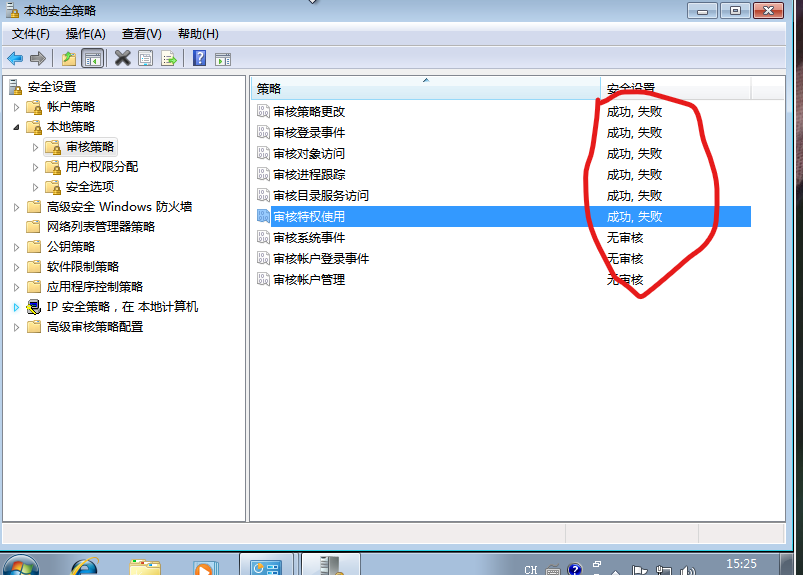 本地安全策略
文件(F) 操作(A) 查看(V) 帮助(H)
安全设置
帐户策略
本地策略
审核策略
用户权限分配
安全选项
高级安全 Windows 防火墙
网络列表管理器策略
公钥策略
软件限制策略
应用程序控制策略
IP 安全策略，在 本地计算机
高级审核策略配置
策略 安全设置
审核策略更改 成功, 失败
审核登录事件 成功, 失败
审核对象访问 成功, 失败
审核进程跟踪 成功, 失败
审核目录服务访问 成功, 失败
审核特权使用 成功, 失败
审核系统事件 无审核
审核帐户登录事件 无审核
审核帐户管理 无审核
CH 15:25